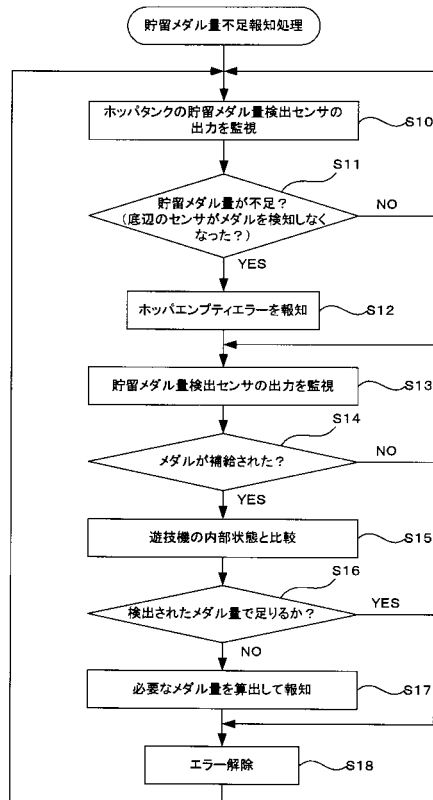 貯留メダル量不足報知処理
ホッパタンクの貯留メダル量検出センサの
出力を監視
S10
S11
貯留メダル量が不足？
（底辺のセンサがメダルを検知しなく
なった？）
NO
YES
ホッパエンプティエラーを報知
S12
貯留メダル量検出センサの出力を監視
S13
S14
メダルが補給された？
NO
YES
遊技機の内部状態と比較
S15
S16
検出されたメダル量で足りるか？
YES
NO
必要なメダル量を算出して報知
S17
エラー解除
S18